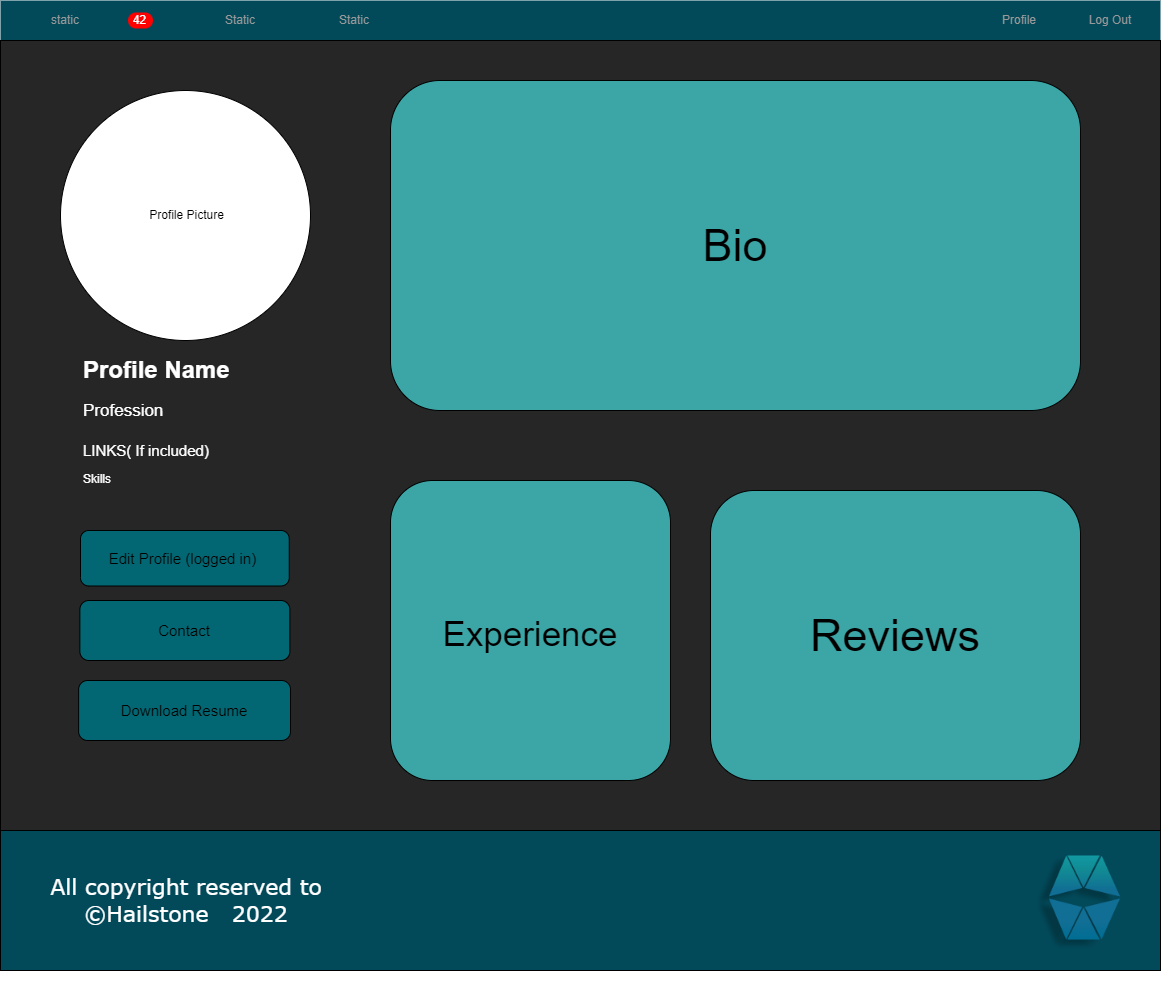 static 42 Static Static Profile Log Out
Profile Picture
Bio
Profile Name
Profession
LINKS( If included)
Skills
Edit Profile (logged in)
Contact
Download Resume
Experience
Reviews
All copyright reserved to
©Hailstone 2022